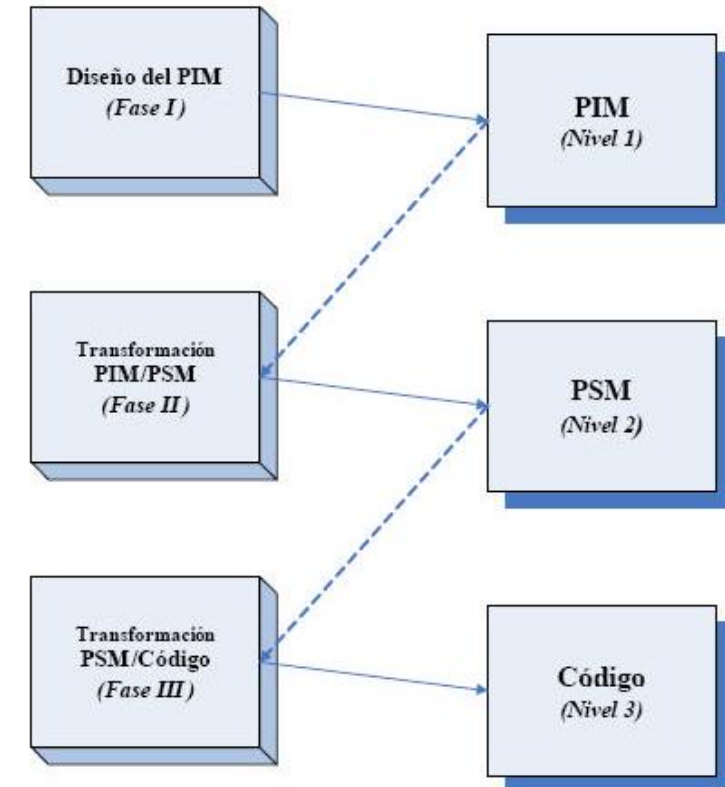 Diseño del PIM
(Fase I)
PIM
(Nivel 1)
Transformación
PIM/PSM
(Fase II)
PSM
(Nivel 2)
Transformación
PSM/Código
(Fase III)
Código
(Nivel 3)